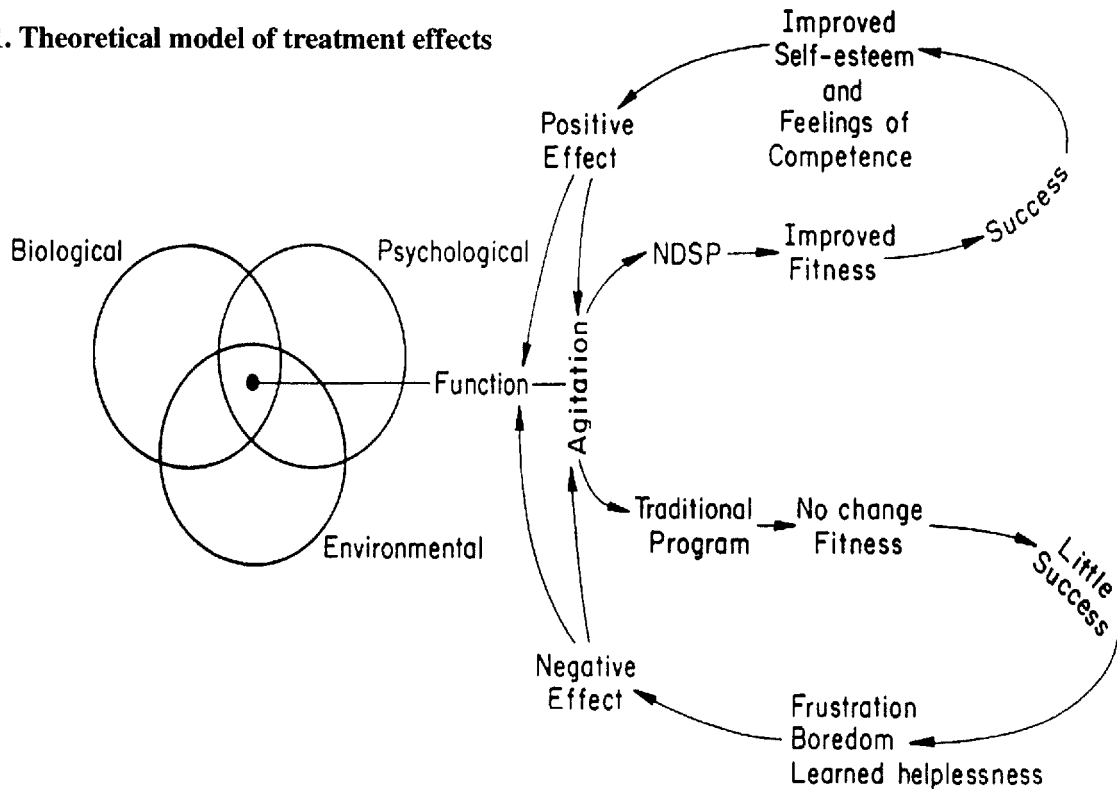 . Theoretical model of treatment effects
Improved
Self-esteem
and
Feelings of
Competence
Positive
Effect
Success
Biological
Psychological
NDSP
Improved
Fitness
Function
Agitation
Traditional
Program
No change
Fitness
Environmental
Little
Success
Negative
Effect
Frustration
Boredom
Learned helplessness